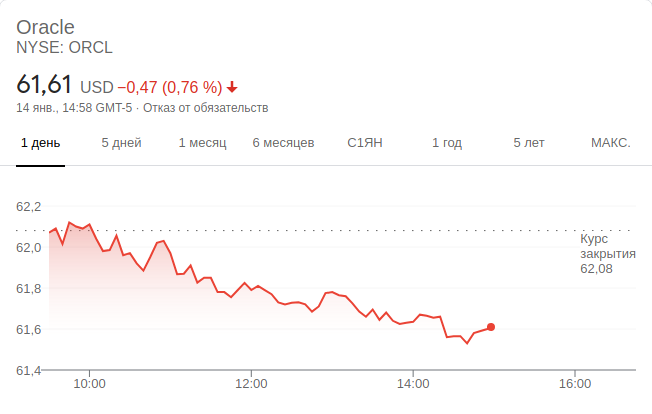 Oracle
NYSE: ORCL
61,61 USD −0,47 (0,76 %)
14 янв., 14:58 GMT-5 · Отказ от обязательств
1 день 5 дней 1 месяц 6 месяцев С1ЯН 1 год 5 лет МАКС.
62,2
62,0
61,8
61,6
61,4
Курс
закрытия
62,08
10:00 12:00 14:00 16:00